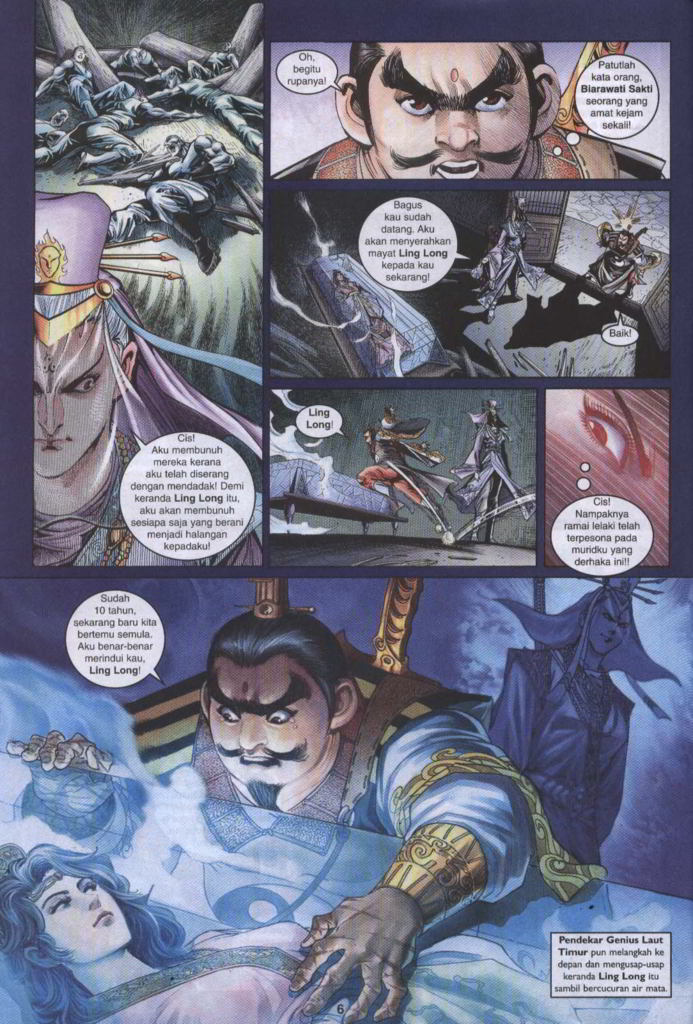 Cis!
Aku membunuh
mereka kerana
aku telah diserang
dengan mendadak! Demi
keranda Ling Long itu,
aku akan membunuh
sesiapa saja yang berani
menjadi halangan
kepadaku!
Oh,
begitu
rupanya!
Patutlah
kata orang,
Biarawati Sakti
seorang yang
amat kejam
sekali!
Bagus
kau sudah
datang. Aku
akan menyerahkan
mayat Ling Long
kepada kau
sekarang!
Baik!
Ling
Long!
Cis!
Nampaknya
ramai lelaki telah
terpesona pada
muridku yang
derhaka ini!!
Sudah
10 tahun,
sekarang baru kita
bertemu semula.
Aku benar-benar
merindui kau,
Ling Long!
Pendekar Genius Laut
Timur pun melangkah ke
depan dan mengusap-usap
keranda Ling Long itu
sambil bercucuran air mata.
6